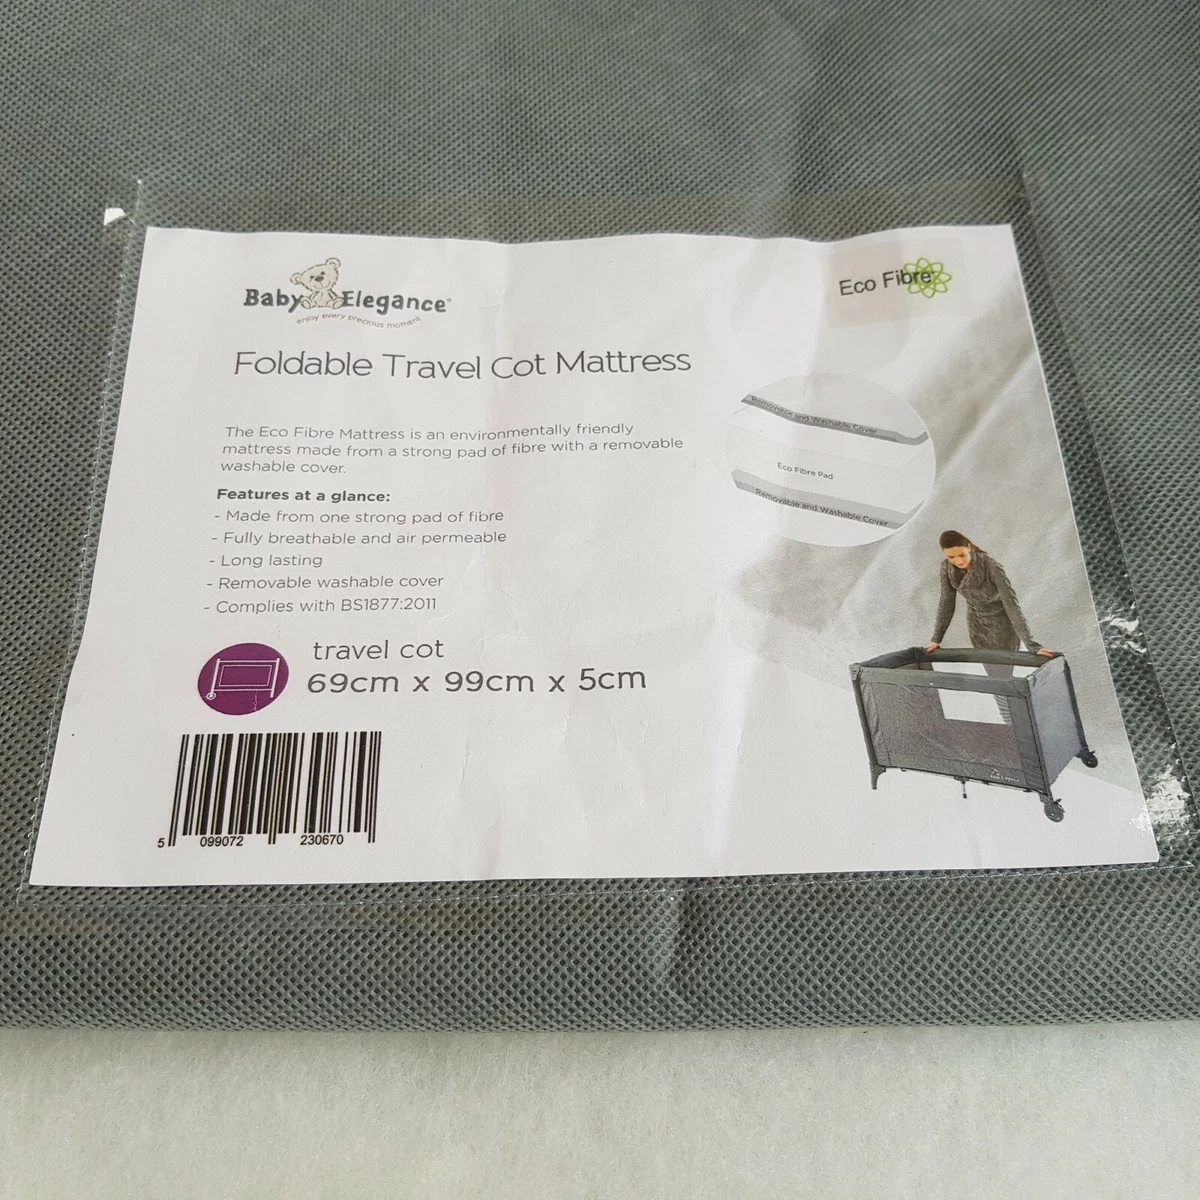 Baby Elegance
enjoy every precious moment
Eco Fibre
Foldable Travel Cot Mattress
The Eco Fibre Mattress is an environmentally friendly
mattress made from a strong pad of fibre with a removable
washable cover.
Features at a glance:
- Made from one strong pad of fibre
- Fully breathable and air permeable
- Long lasting
- Removable washable cover
- Complies with BS1877:2011
Removable and Washable Cover
Eco Fibre Pad
Removable and Washable Cover
travel cot
69cm x 99cm x 5cm
5 099072 230670